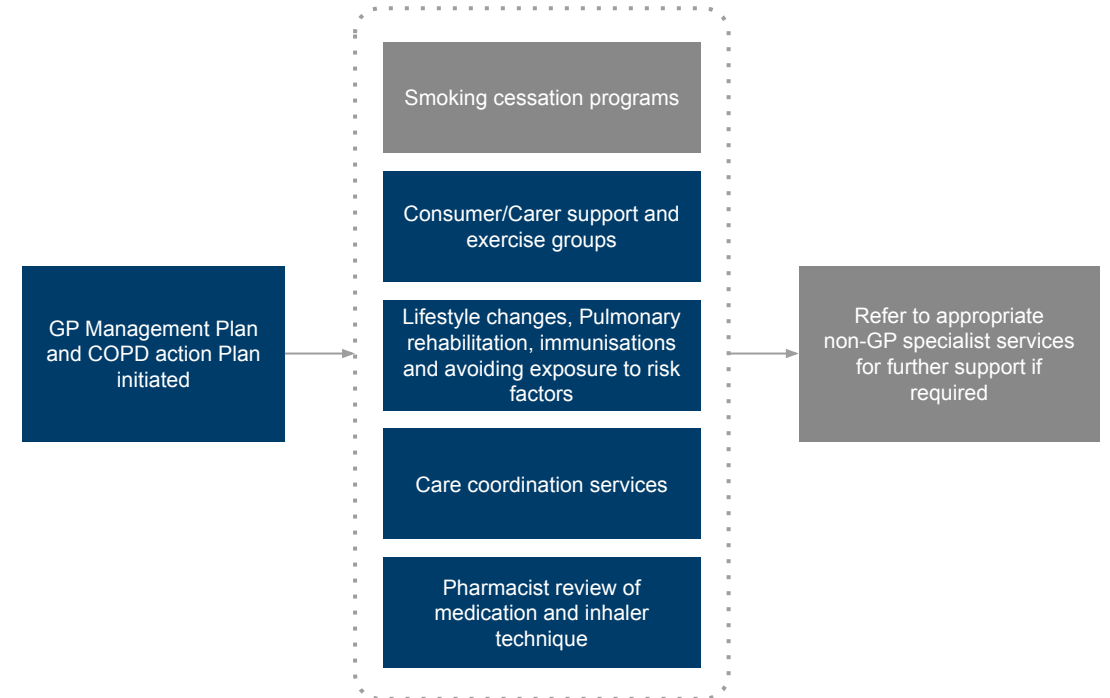 Smoking cessation programs
Consumer/Carer support and
exercise groups
GP Management Plan
and COPD action Plan
initiated
Lifestyle changes, Pulmonary
rehabilitation, immunisations
and avoiding exposure to risk
factors
Refer to appropriate
non-GP specialist services
for further support if
required
Care coordination services
Pharmacist review of
medication and inhaler
technique